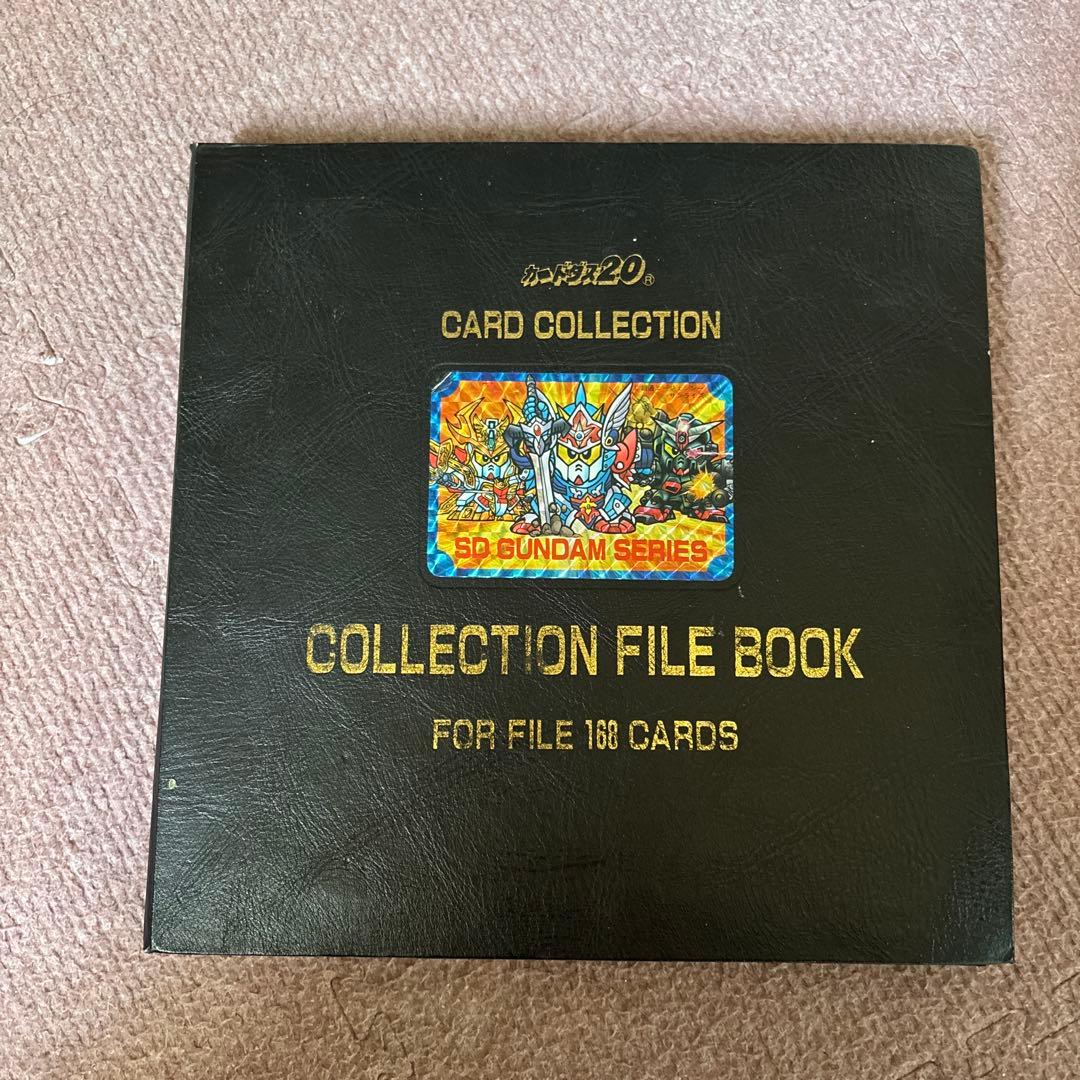 カードダス20®
CARD COLLECTION
SD GUNDAM SERIES
COLLECTION FILE BOOK
FOR FILE 168 CARDS